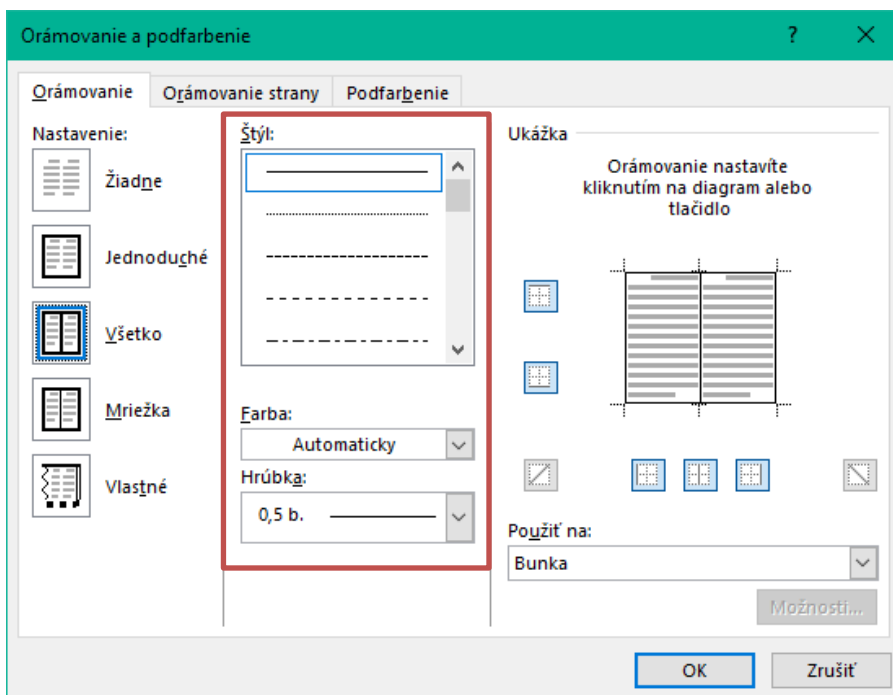 Orámovanie a podfarbenie
?
Orámovanie
Orámovanie strany
Podfarbenie
Nastavenie:
Žiadne
Jednoduché
Všetko
Mriežka
Vlastné
Štýl:
Farba:
Automaticky
Hrúbka:
0,5 b.
Ukážka
Orámovanie nastavíte
kliknutím na diagram alebo
tlačidlo
Použiť na:
Bunka
Možnosti...
OK
Zrušiť